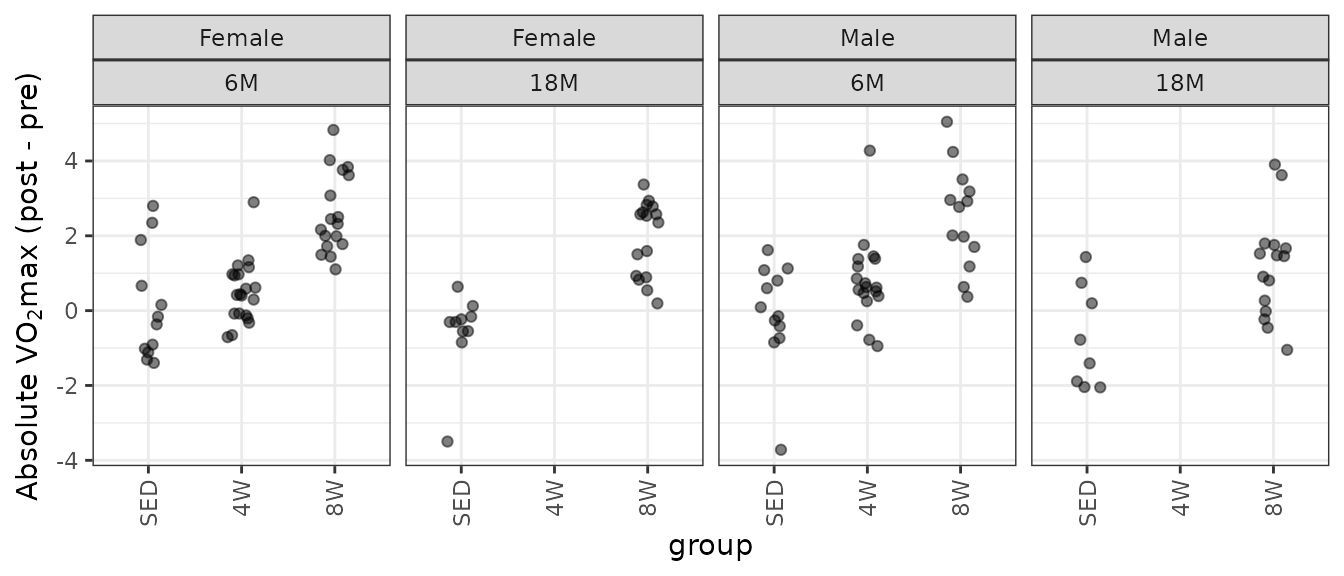 Female Female Male Male
6M 18M 6M 18M
Absolute VO₂max (post - pre)
4
2
0
-2
-4
SED 4W 8W SED 4W 8W SED 4W 8W SED 4W 8W
group